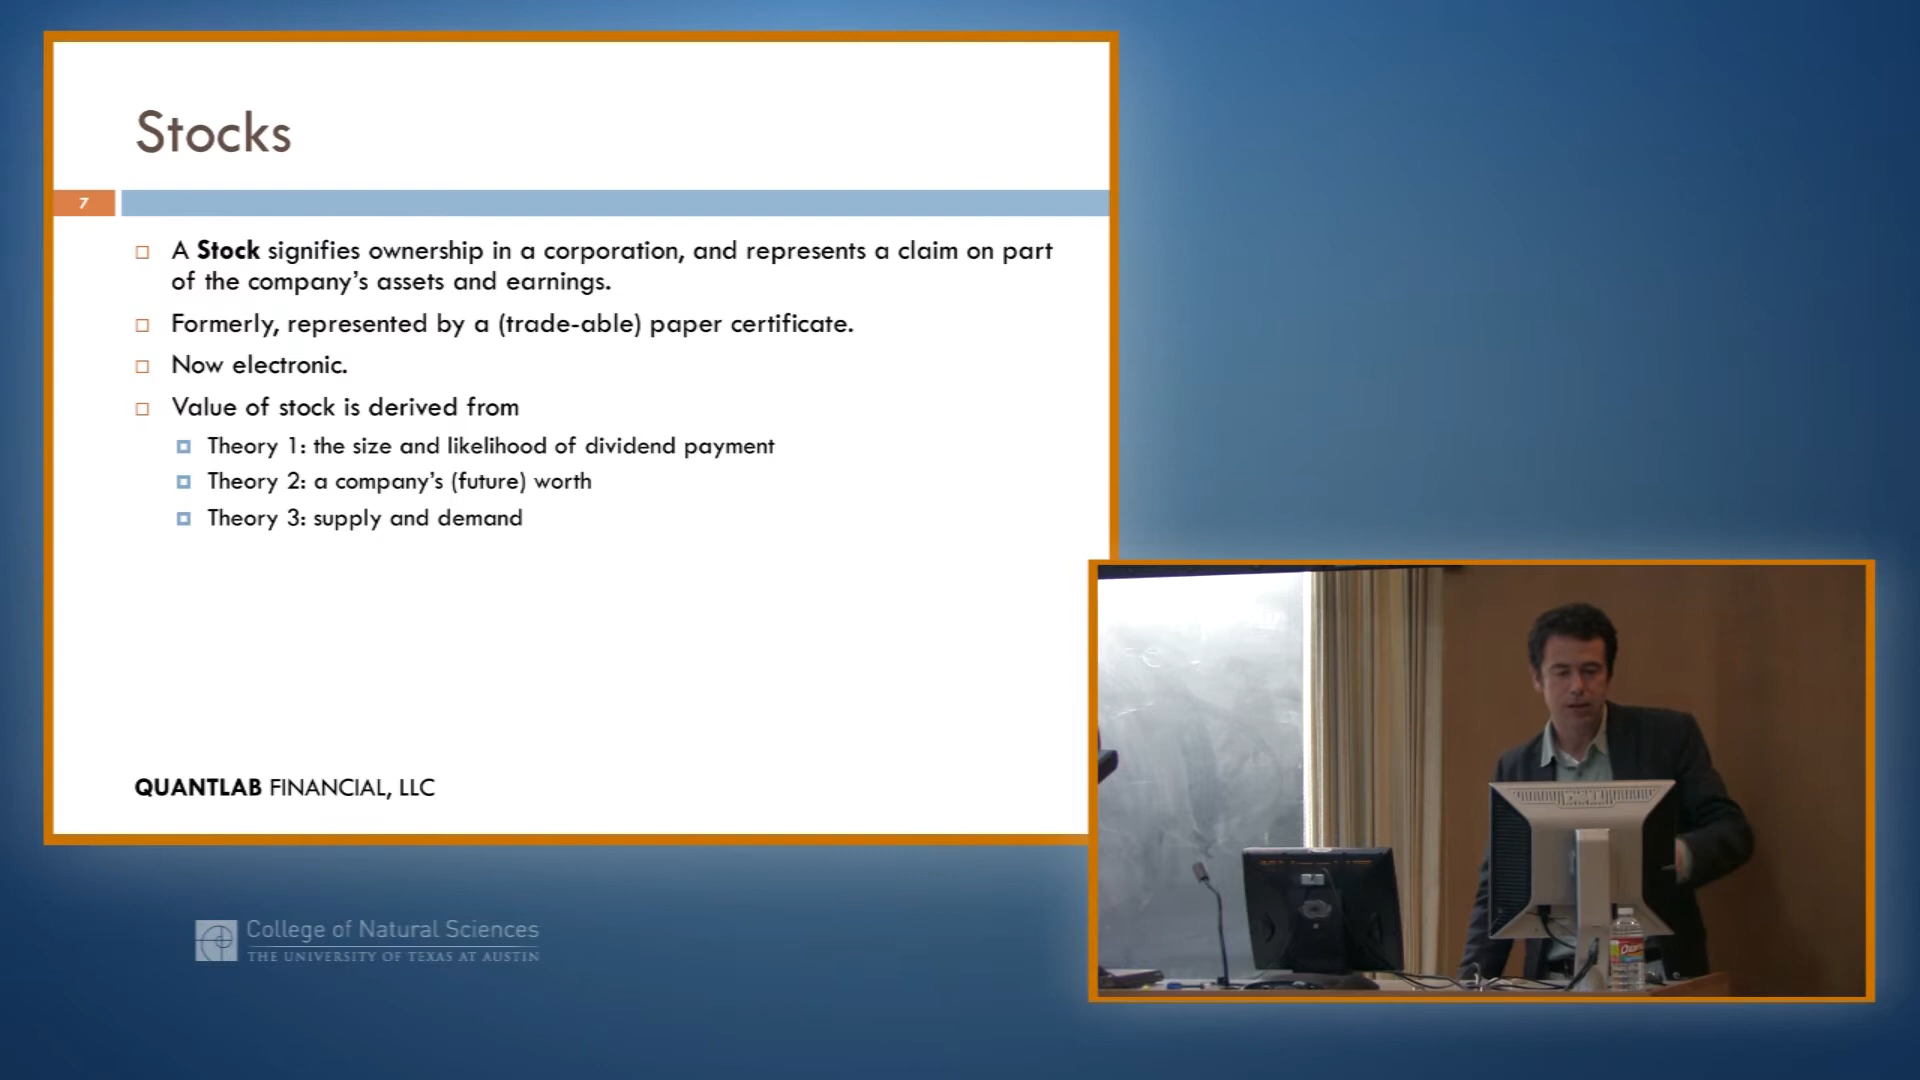 Stocks
7
A Stock signifies ownership in a corporation, and represents a claim on part
of the company's assets and earnings.
Formerly, represented by a (trade-able) paper certificate.
Now electronic.
Value of stock is derived from
Theory 1: the size and likelihood of dividend payment
Theory 2: a company's (future) worth
Theory 3: supply and demand
QUANTLAB FINANCIAL, LLC
College of Natural Sciences
THE UNIVERSITY OF TEXAS AT AUSTIN